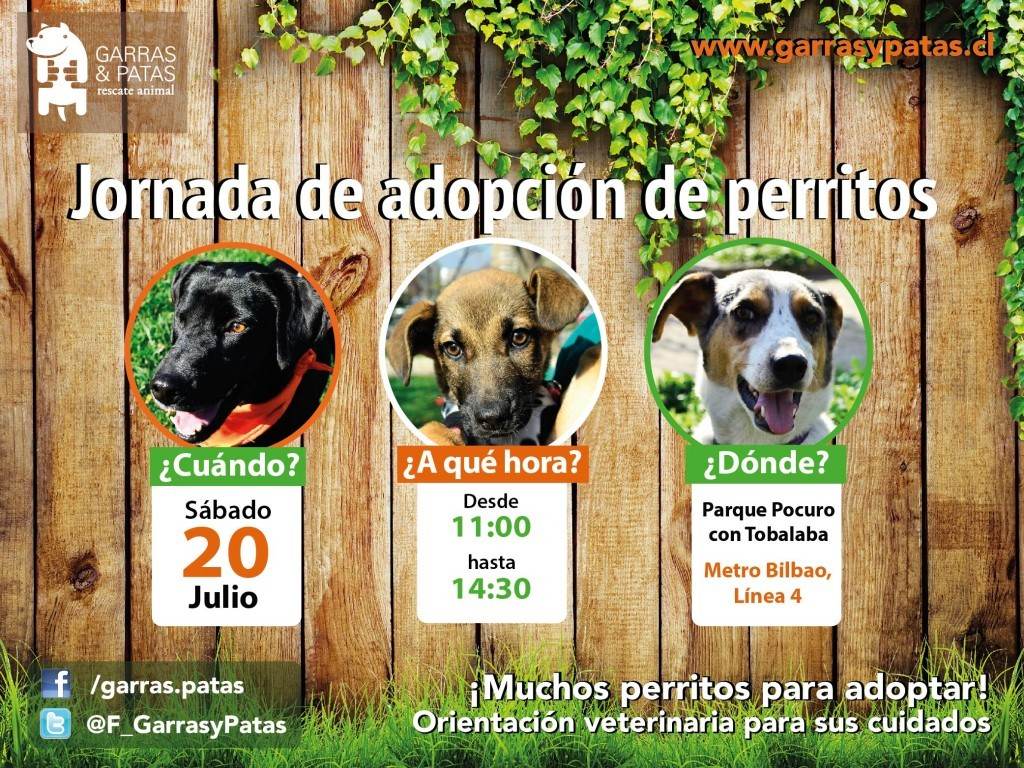 GARRAS
& PATAS
rescate animal
www.garrasypatas.cl
Jornada de adopción de perritos
¿Cuándo?
Sábado
20
Julio
¿A qué hora?
Desde
11:00
hasta
14:30
¿Dónde?
Parque Pocuro
con Tobalaba
Metro Bilbao,
Línea 4
/garras.patas
@F_GarrasyPatas
¡Muchos perritos para adoptar!
Orientación veterinaria para sus cuidados